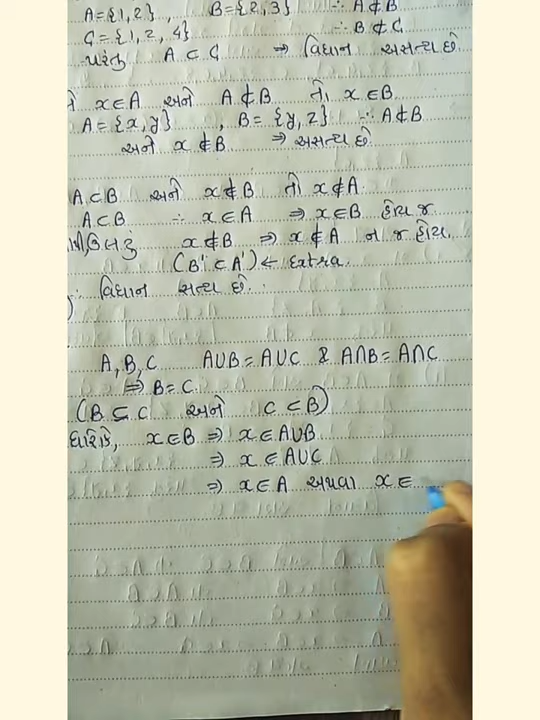 A={1,2} , B={2,3} ∴ A⊄B
C={1,2,4} ∴ B⊄C
પરંતુ A⊂C ⇒ વિધાન અસત્ય છે
x∈A અને A⊄B તો x∈B
A={x,y} , B={y,z} ∴ A⊄B
અને x∉B ⇒ અસત્ય છે.
A⊂B અને x∉B તો x∉A
A⊂B ∴ x∈A ⇒ x∈B હોય જ
x∉B ⇒ x∉A ન જ હોય.
(B'⊂A') ← Extra.
વિધાન સત્ય છે.
A,B,C A∪B=A∪C & A∩B=A∩C
⇒ B=C
(B⊆C અને C⊂B)
ધારોકે, x∈B ⇒ x∈A∪B
⇒ x∈A∪C
⇒ x∈A અથવા x∈